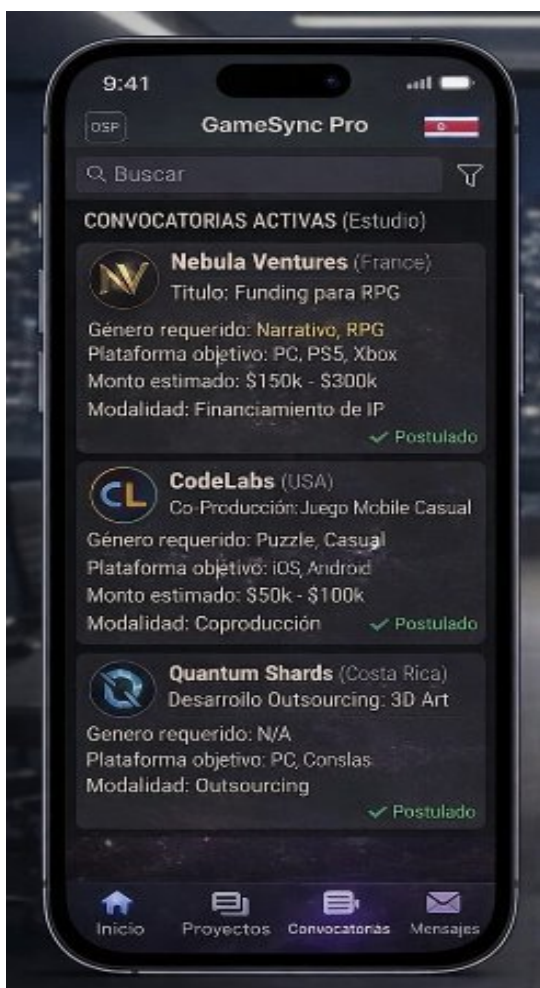 9:41
DSP
GameSync Pro
Buscar
CONVOCATORIAS ACTIVAS (Estudio)
NV
Nebula Ventures (France)
Titulo: Funding para RPG
Género requerido: Narrativo, RPG
Plataforma objetivo: PC, PS5, Xbox
Monto estimado: $150k - $300k
Modalidad: Financiamiento de IP
✓ Postulado
CL
CodeLabs (USA)
Co-Producción: Juego Mobile Casual
Género requerido: Puzzle, Casual
Plataforma objetivo: iOS, Android
Monto estimado: $50k - $100k
Modalidad: Coproducción
✓ Postulado
Quantum Shards (Costa Rica)
Desarrollo Outsourcing: 3D Art
Genero requerido: N/A
Plataforma objetivo: PC, Conslas
Modalidad: Outsourcing
✓ Postulado
Inicio
Proyectos
Convocatorias
Mensajes